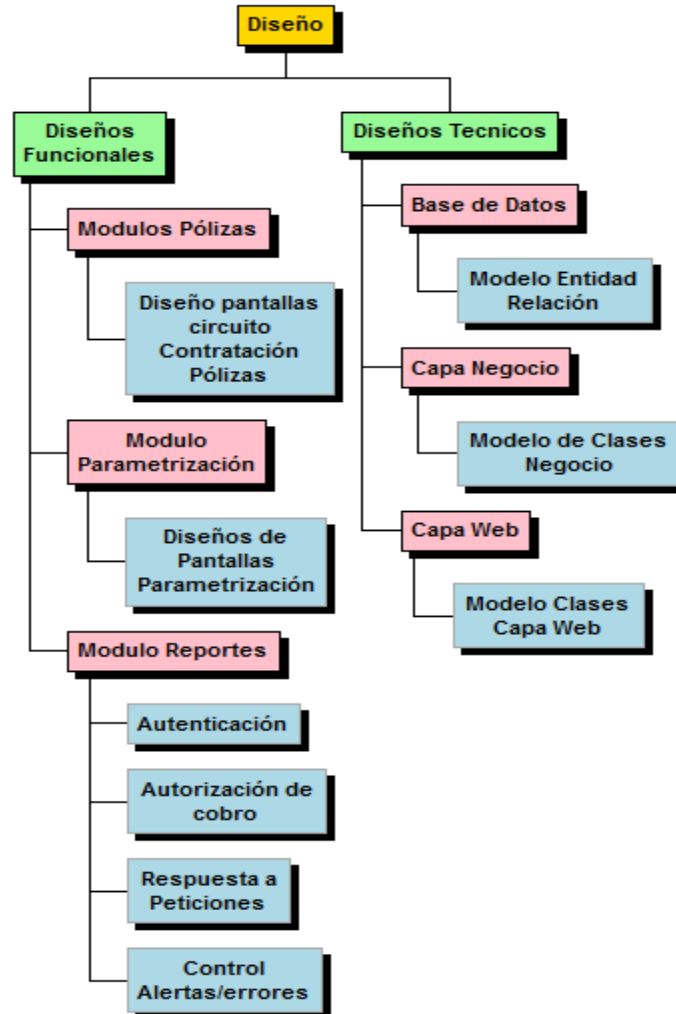 Diseño
Diseños
Funcionales
Modulos Pólizas
Diseño pantallas
circuito
Contratación
Pólizas
Modulo
Parametrización
Diseños de
Pantallas
Parametrización
Modulo Reportes
Autenticación
Autorización de
cobro
Respuesta a
Peticiones
Control
Alertas/errores
Diseños Tecnicos
Base de Datos
Modelo Entidad
Relación
Capa Negocio
Modelo de Clases
Negocio
Capa Web
Modelo Clases
Capa Web